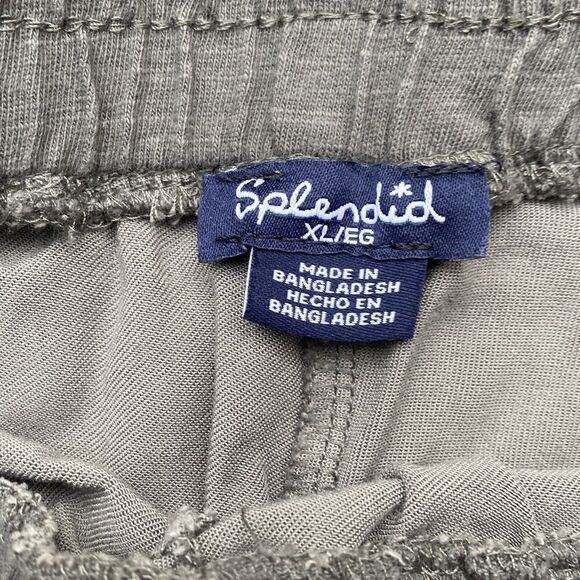 Splendid
XL/EG
MADE IN
BANGLADESH
HECHO EN
BANGLADESH